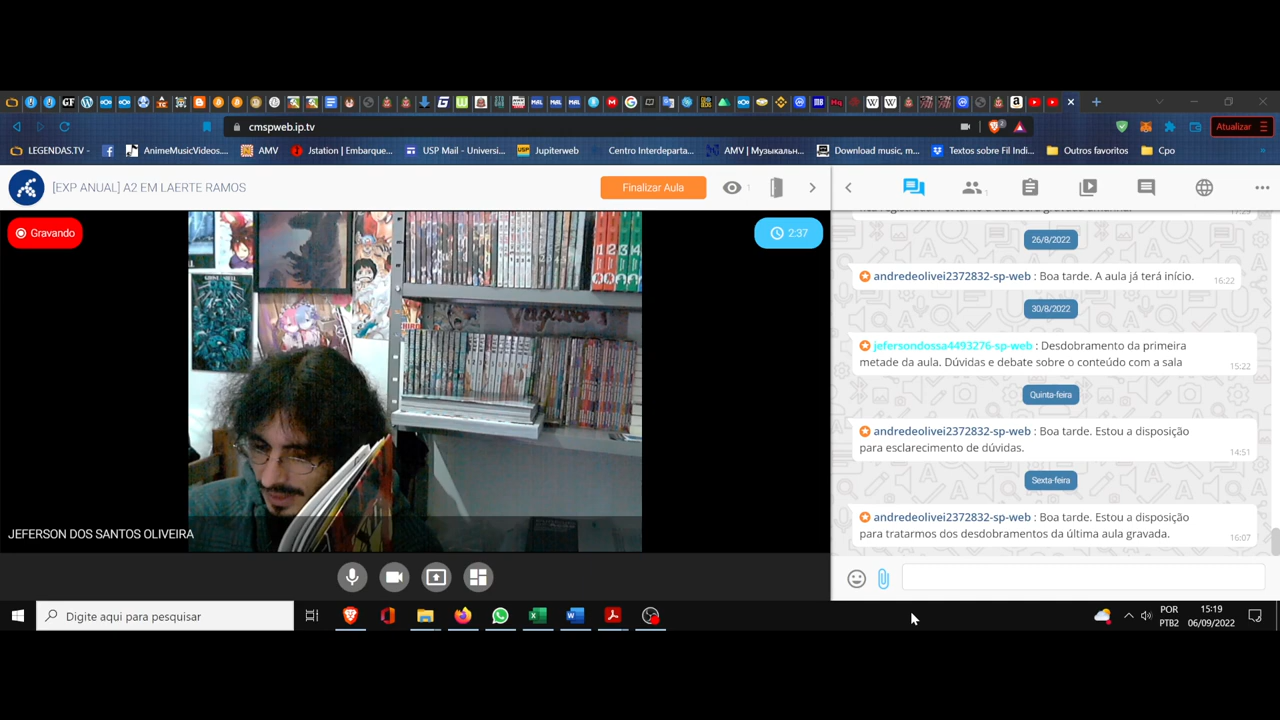 cmspweb.ip.tv
Atualizar
LEGENDAS.TV -
AnimeMusicVideos...
AMV
Jstation | Embarque...
USP Mail - Universi...
Jupiterweb
Centro Interdeparta...
AMV | Музыкальн...
Download music, m...
Textos sobre Fil Indi...
Outros favoritos
Cpo
[EXP ANUAL] A2 EM LAERTE RAMOS
Finalizar Aula
1
1
Gravando
2:37
JEFERSON DOS SANTOS OLIVEIRA
17:29
26/8/2022
andredeolivei2372832-sp-web : Boa tarde. A aula já terá início.
16:22
30/8/2022
jefersondossa4493276-sp-web : Desdobramento da primeira
metade da aula. Dúvidas e debate sobre o conteúdo com a sala
15:22
Quinta-feira
andredeolivei2372832-sp-web : Boa tarde. Estou a disposição
para esclarecimento de dúvidas.
14:51
Sexta-feira
andredeolivei2372832-sp-web : Boa tarde. Estou a disposição
para tratarmos dos desdobramentos da última aula gravada.
16:07
Digite aqui para pesquisar
POR
PTB2
15:19
06/09/2022